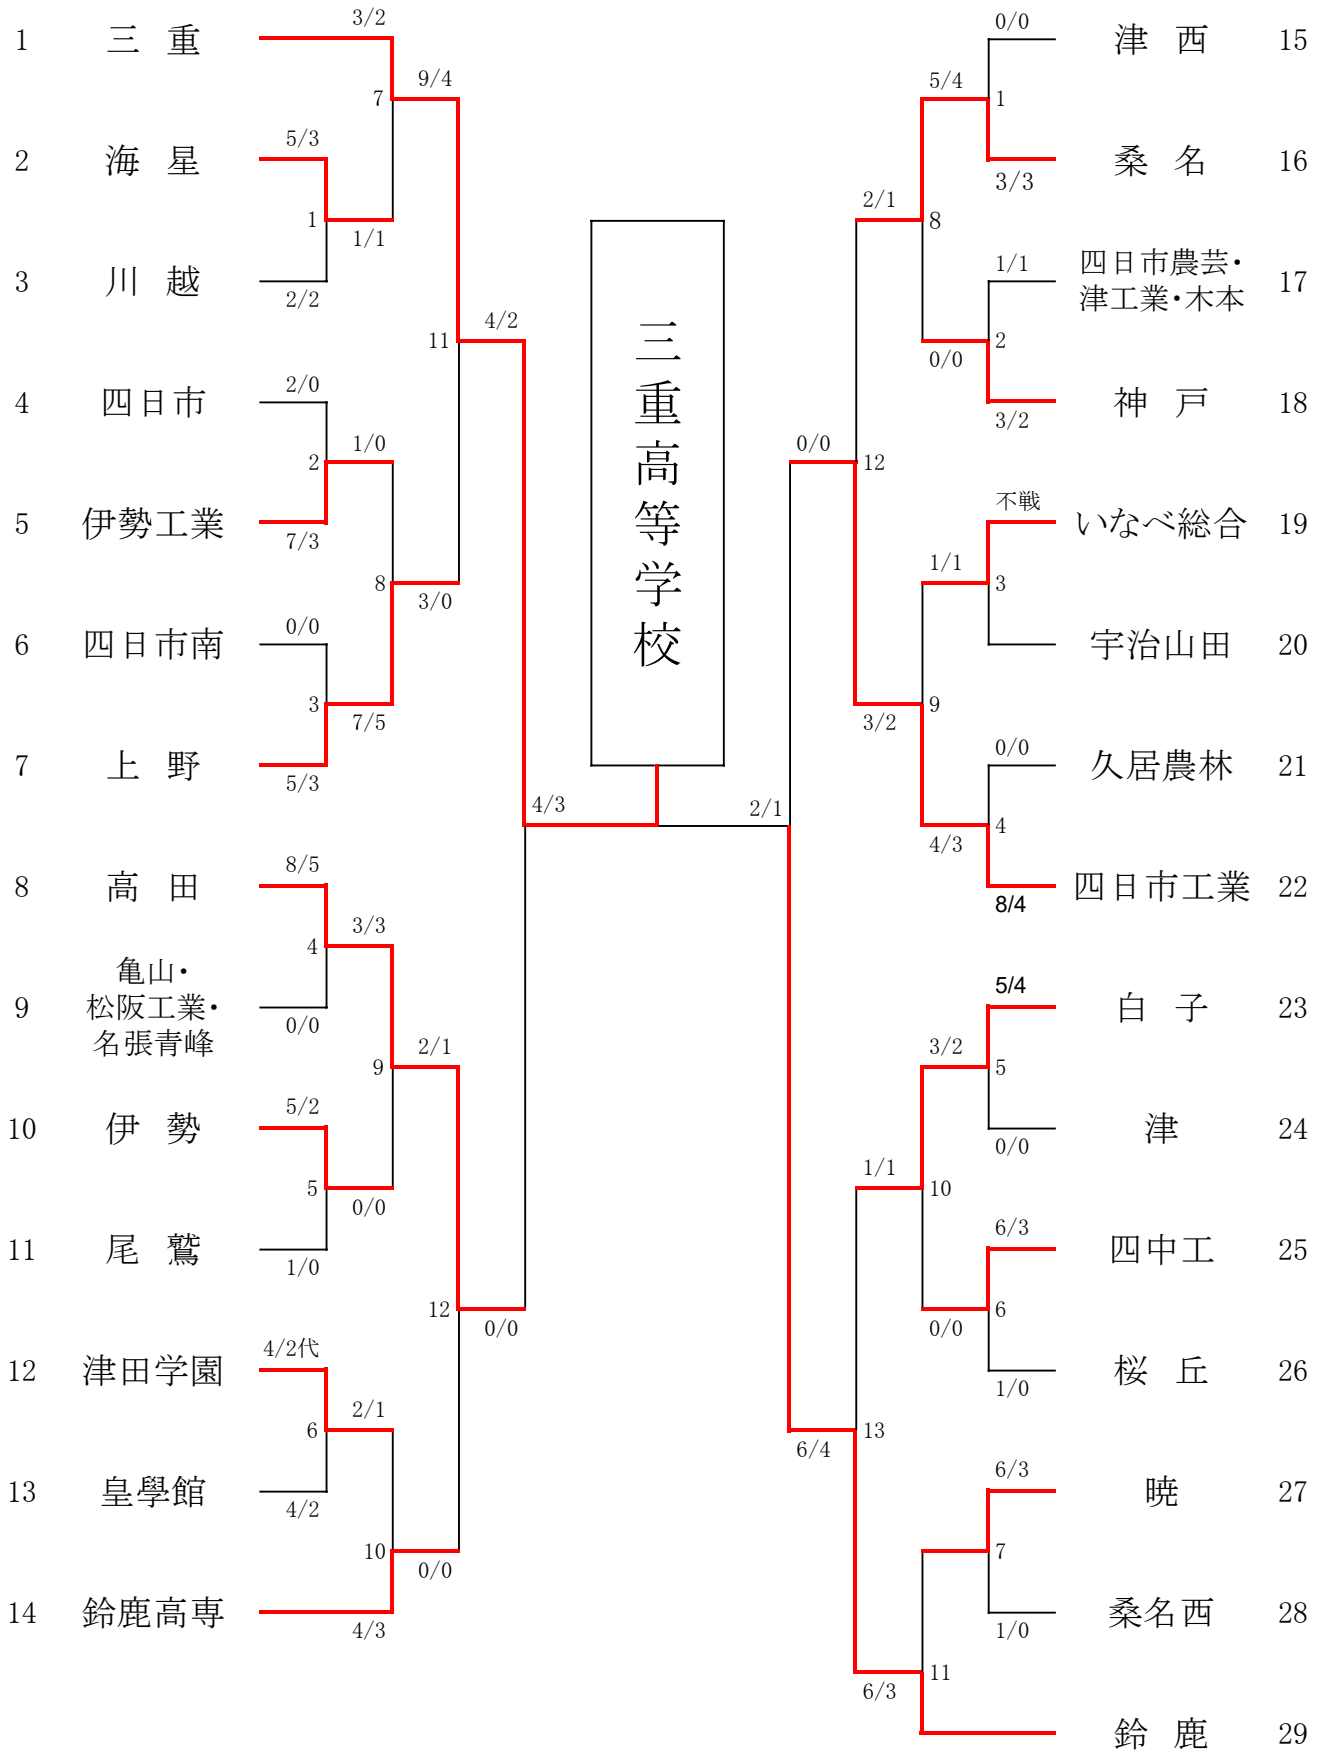 3/2
1 三 重
9/4
7
5/3
2 海 星
1
1/1
3 川 越
2/2
4/2
11
2/0
4 四日市
1/0
2
5 伊勢工業
7/3
8
3/0
0/0
6 四日市南
3
7/5
7 上 野
5/3
4/3
8/5
8 高 田
3/3
4
亀山・
9 松阪工業・
名張青峰
0/0
2/1
9
5/2
10 伊 勢
5
0/0
11 尾 鷲
1/0
12
0/0
4/2代
12 津田学園
2/1
6
13 皇學館
4/2
10
0/0
14 鈴鹿高専
4/3
三重高等学校
0/0
津 西 15
5/4
1
桑 名 16
3/3
2/1
8
1/1
四日市農芸・
津工業・木本 17
2
0/0
神 戸 18
3/2
0/0
12
不戦
いなべ総合 19
1/1
3
宇治山田 20
9
3/2
0/0
久居農林 21
2/1
4
4/3
四日市工業 22
8/4
5/4
白 子 23
3/2
5
津 24
0/0
1/1
10
6/3
四中工 25
6
0/0
桜 丘 26
1/0
13
6/4
6/3
暁 27
7
桑名西 28
1/0
11
6/3
鈴 鹿 29